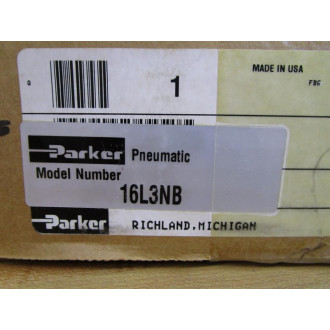 Q
1
MADE IN USA
FBG
Parker Pneumatic
Model Number
16L3NB
Parker RICHLAND, MICHIGAN